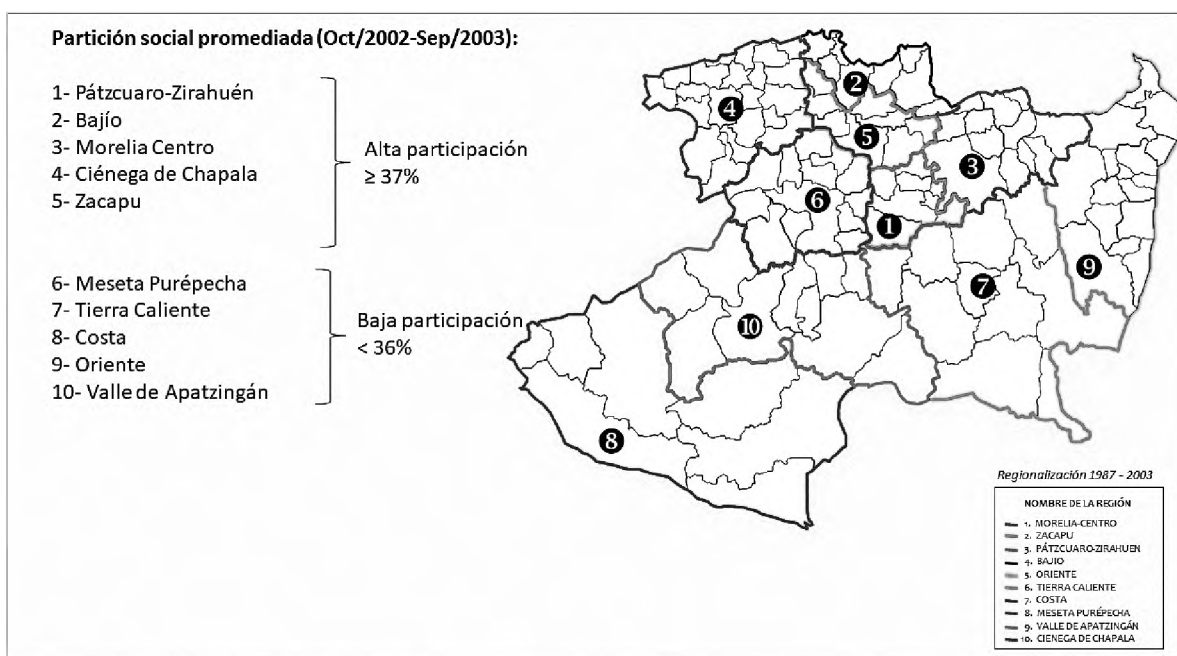 Partición social promediada (Oct/2002-Sep/2003):
1- Pátzcuaro-Zirahuén
2- Bajío
3- Morelia Centro
4- Ciénega de Chapala
5- Zacapu
Alta participación
≥ 37%
6- Meseta Purépecha
7- Tierra Caliente
8- Costa
9- Oriente
10- Valle de Apatzingán
Baja participación
< 36%
2
4
5
3
6
1
9
7
10
8
Regionalización 1987 - 2003
NOMBRE DE LA REGIÓN
1. MORELIA-CENTRO
2. ZACAPU
3. PÁTZCUARO-ZIRAHUEN
4. BAJIO
5. ORIENTE
6. TIERRA CALIENTE
7. COSTA
8. MESETA PURÉPECHA
9. VALLE DE APATZINGÁN
10. CIENEGA DE CHAPALA